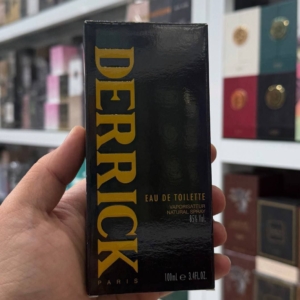 DERRICK
PARIS
EAU DE TOILETTE
VAPORISATEUR
NATURAL SPRAY
100mL e 3.4FL.OZ.